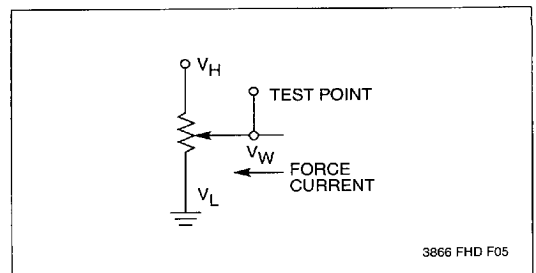 V_H
TEST POINT
V_W
FORCE
CURRENT
V_L
3866 FHD F05